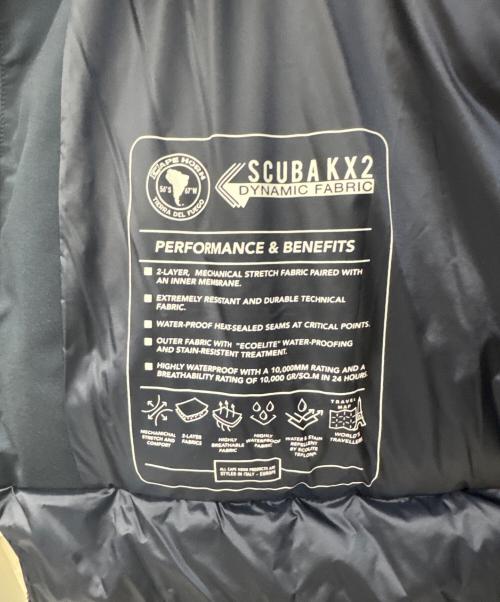 CAPE HORN
56°S 67°W
TIERRA DEL FUEGO
SCUBA KX2
DYNAMIC FABRIC
PERFORMANCE & BENEFITS
2-LAYER, MECHANICAL STRETCH FABRIC PAIRED WITH
AN INNER MEMBRANE.
EXTREMELY RESISTANT AND DURABLE TECHNICAL
FABRIC.
WATER-PROOF HEAT-SEALED SEAMS AT CRITICAL POINTS.
OUTER FABRIC WITH "ECOELITE" WATER-PROOFING
AND STAIN-RESISTENT TREATMENT.
HIGHLY WATERPROOF WITH A 10,000MM RATING AND A
BREATHABILITY RATING OF 10,000 GR/SQ.M IN 24 HOURS.
TRAVEL
MAP
MECHANICHAL
STRETCH AND
COMFORT
2-LAYER
FABRICS
HIGHLY
BREATHABLE
FABRIC
HIGHLY
WATERPROOF
FABRIC
WATER & STAIN
REPELLENT
BY ECOLITE
TEFLON®
WORLD'S
TRAVELLER
ALL CAPE HORN PRODUCTS ARE
STYLED IN ITALY - EUROPE